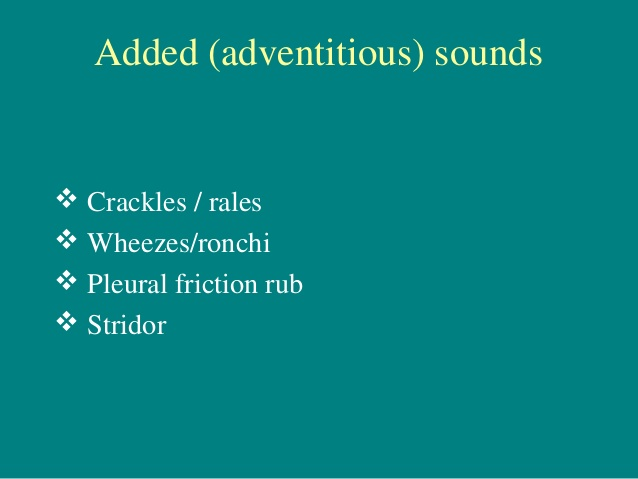 Added (adventitious) sounds
❖ Crackles / rales
❖ Wheezes/ronchi
❖ Pleural friction rub
❖ Stridor